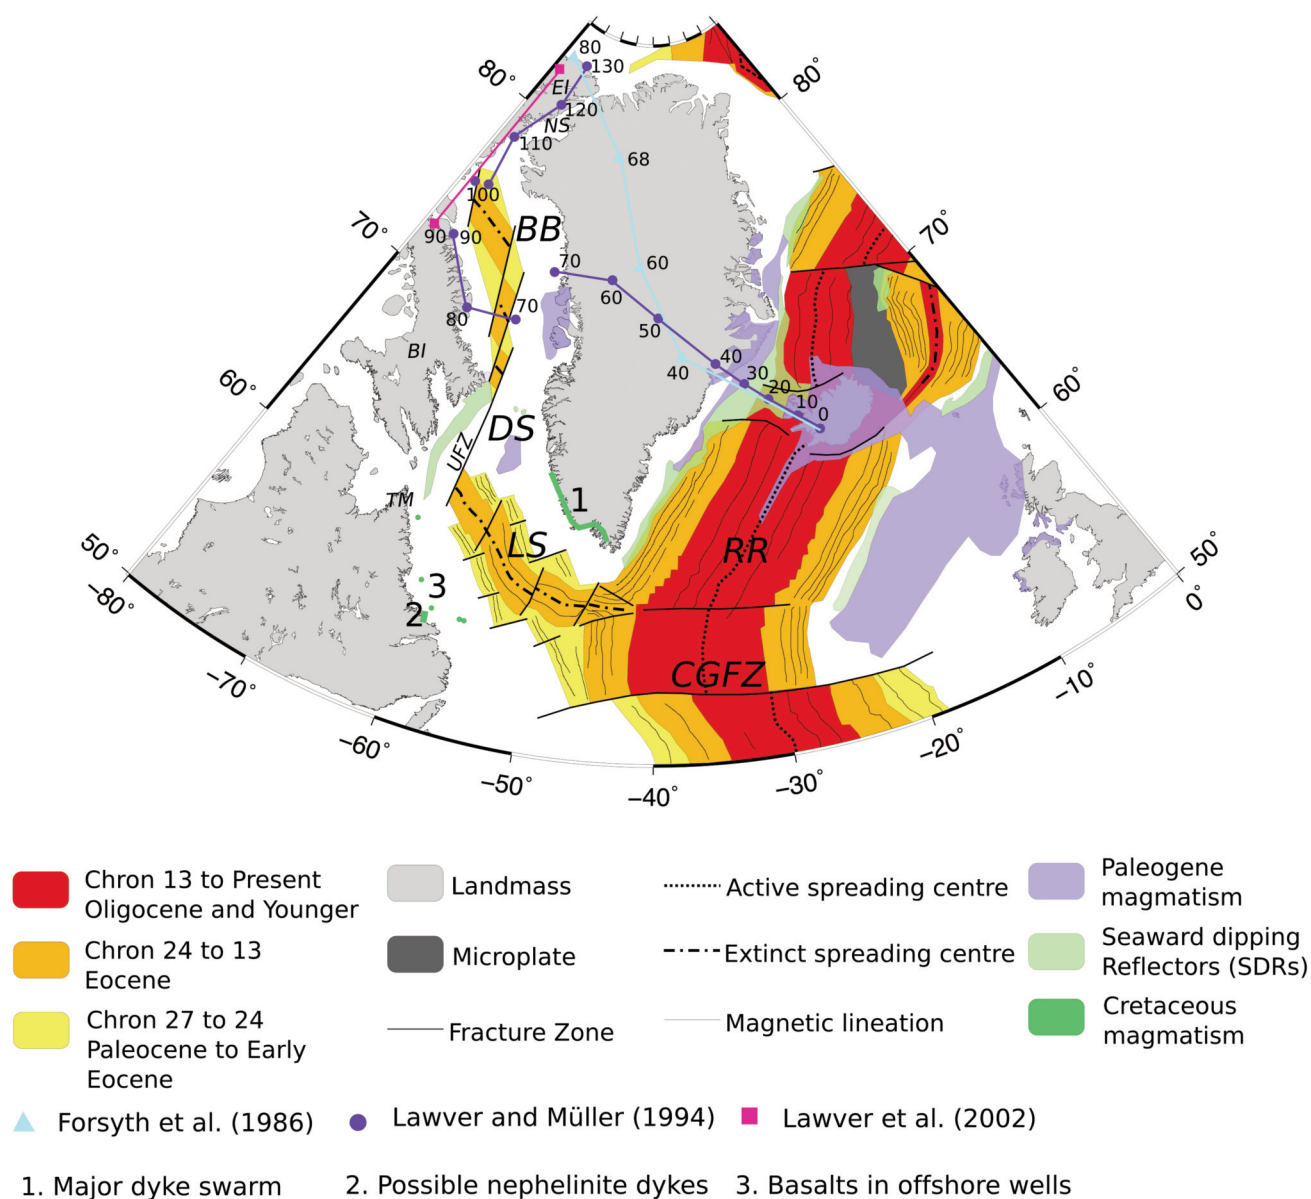 80
130
80°
80°
EI
120
NS
110
68
100
70°
90
90
BB
70°
70
60
60
70
80
50
BI
40
40
30
20
10
0
60°
60°
DS
UFZ
TM
1
LS
RR
50°
50°
3
2
−80°
0°
CGFZ
−70°
−10°
−60°
−20°
−50°
−30°
−40°
Chron 13 to Present
Oligocene and Younger
Landmass
Active spreading centre
Paleogene
magmatism
Chron 24 to 13
Eocene
Microplate
Extinct spreading centre
Seaward dipping
Reflectors (SDRs)
Chron 27 to 24
Paleocene to Early
Eocene
Fracture Zone
Magnetic lineation
Cretaceous
magmatism
Forsyth et al. (1986)
Lawver and Müller (1994)
Lawver et al. (2002)
1. Major dyke swarm
2. Possible nephelinite dykes
3. Basalts in offshore wells